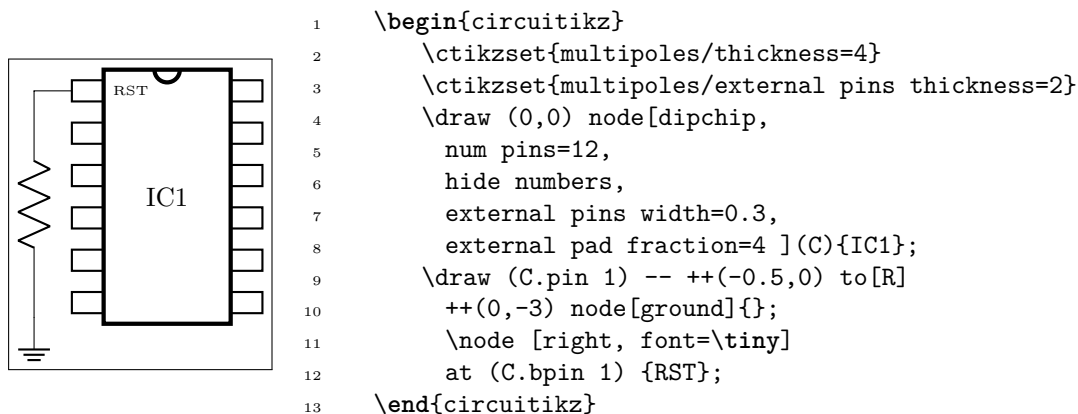 RST
IC1
1 \begin{circuitikz}
2 \ctikzset{multipoles/thickness=4}
3 \ctikzset{multipoles/external pins thickness=2}
4 \draw (0,0) node[dipchip,
5 num pins=12,
6 hide numbers,
7 external pins width=0.3,
8 external pad fraction=4 ](C){IC1};
9 \draw (C.pin 1) -- ++(-0.5,0) to[R]
10 ++(0,-3) node[ground]{};
11 \node [right, font=\tiny]
12 at (C.bpin 1) {RST};
13 \end{circuitikz}